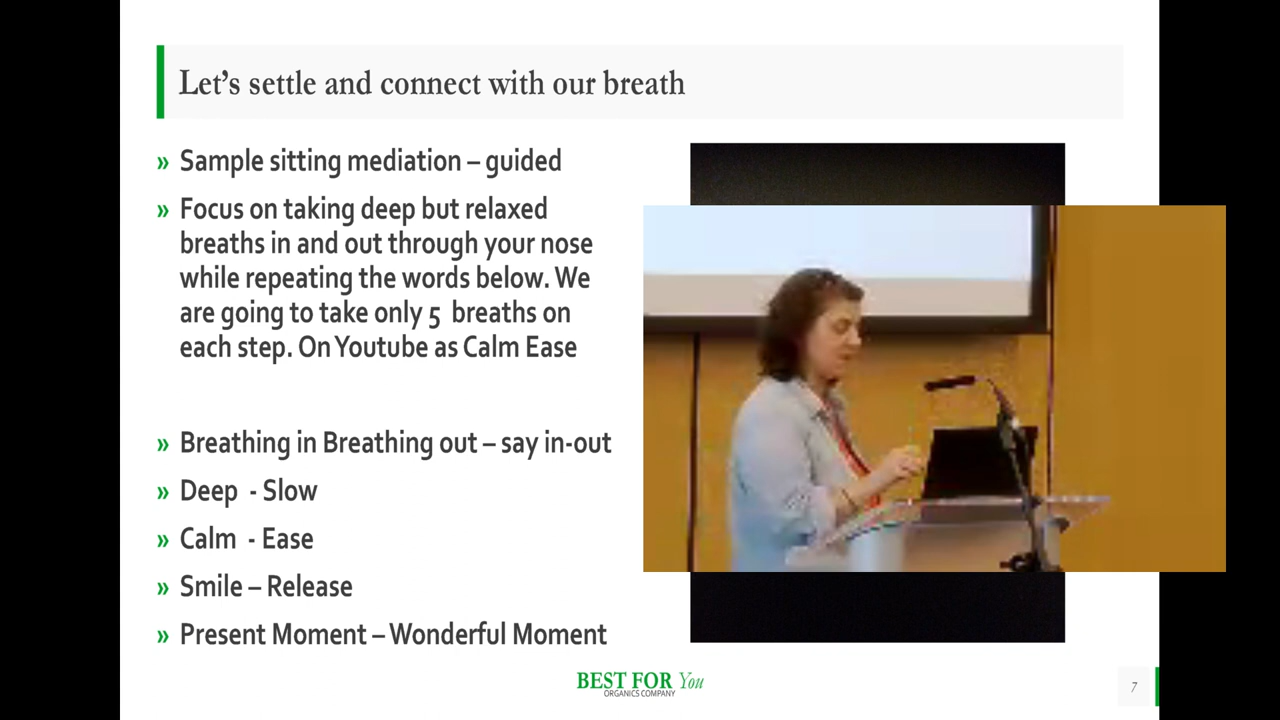 Let's settle and connect with our breath
» Sample sitting mediation – guided
» Focus on taking deep but relaxed
breaths in and out through your nose
while repeating the words below. We
are going to take only 5 breaths on
each step. On Youtube as Calm Ease
» Breathing in Breathing out – say in-out
» Deep - Slow
» Calm - Ease
» Smile – Release
» Present Moment – Wonderful Moment
BEST FOR You
ORGANICS COMPANY
7